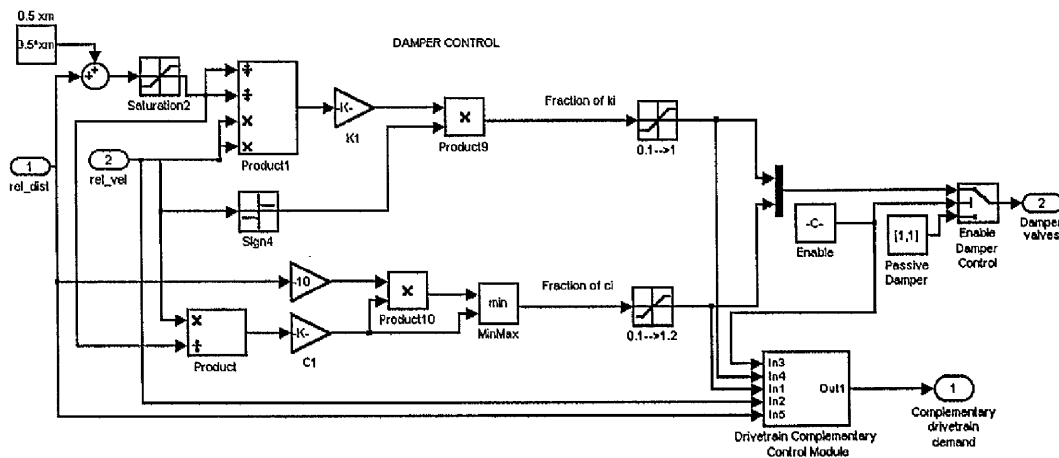 0.5 xm
3.5*xm
DAMPER CONTROL
Saturation2
Product1
-K-
K1
Product9
Fraction of ki
0.1-->1
1
rel_dist
2
rel_vel
Sign4
-C-
Enable
[1,1]
Passive
Damper
Enable
Damper
Control
2
Damper
valves
-10
Product10
Product
-K-
C1
min
MinMax
Fraction of ci
0.1-->1.2
In3
In4
In1
In2
In5
Out1
Drivetrain Complementary
Control Module
1
Complementary
drivetrain
demand